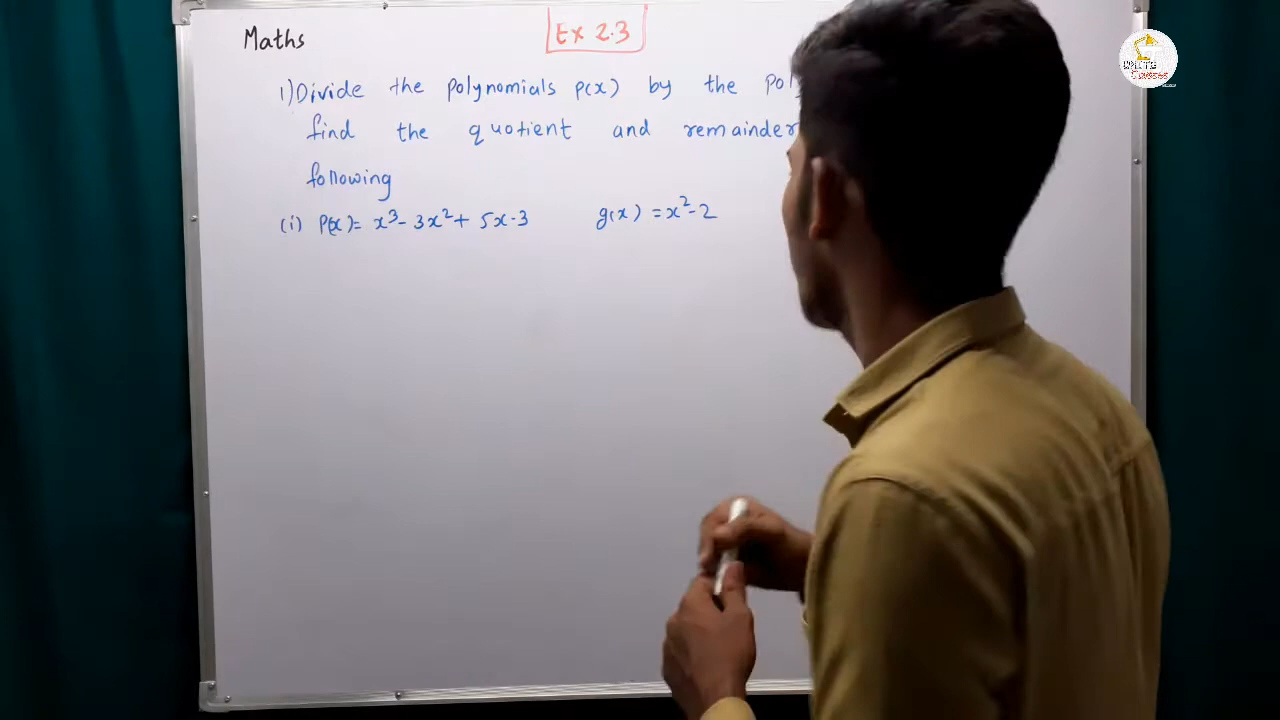 Maths
Ex 2.3
1) Divide the polynomials p(x) by the
find the quotient and remainder
following
(i) P(x)= x³- 3x²+ 5x-3 g(x) = x²-2
Classes